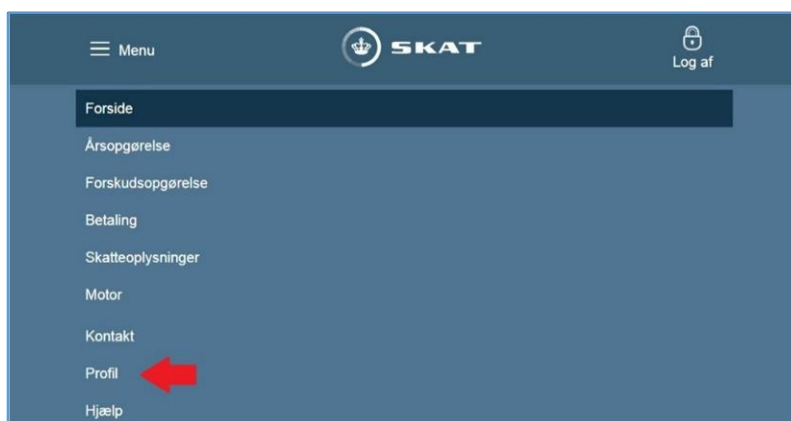 Menu
SKAT
Log af
Forside
Årsopgørelse
Forskudsopgørelse
Betaling
Skatteoplysninger
Motor
Kontakt
Profil
Hjælp